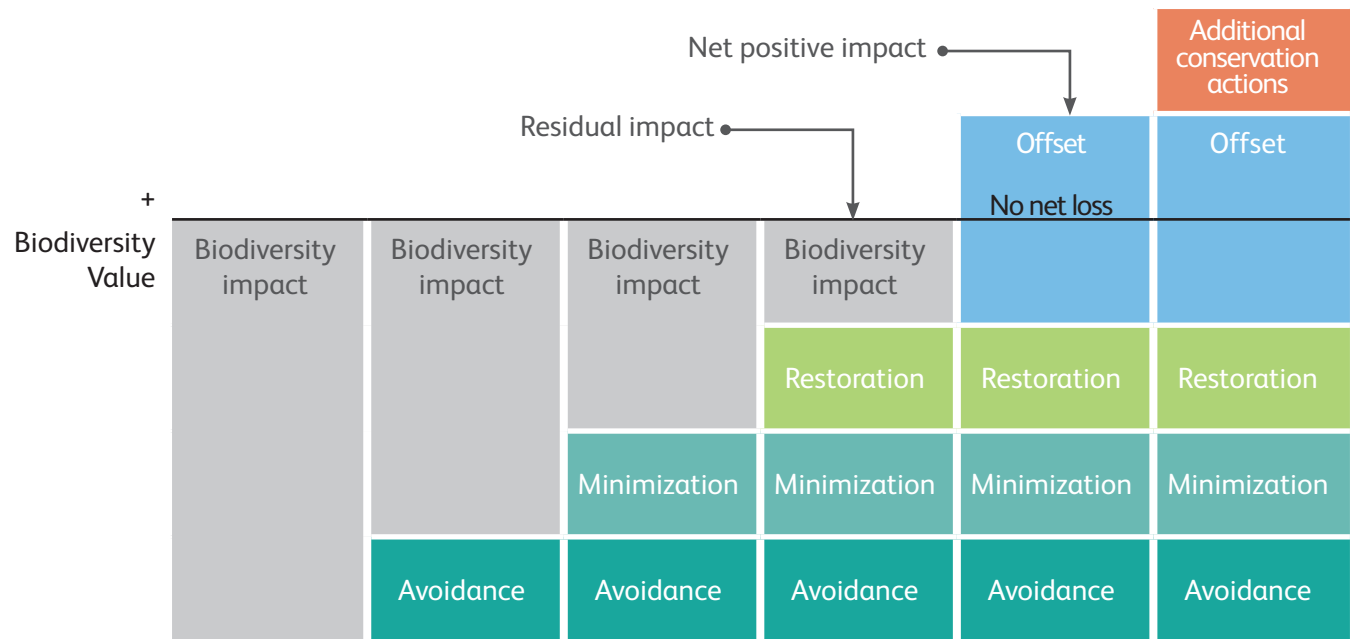 Additional
conservation
actions
Net positive impact
Residual impact
Offset
Offset
+
No net loss
Biodiversity
Value
Biodiversity
impact
Biodiversity
impact
Biodiversity
impact
Biodiversity
impact
Restoration
Restoration
Restoration
Minimization
Minimization
Minimization
Minimization
Avoidance
Avoidance
Avoidance
Avoidance
Avoidance